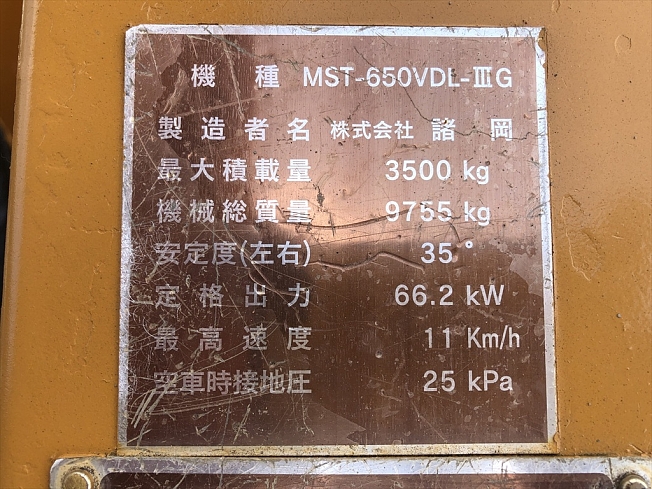 機種 MST-650VDL-ⅢG
製造者名 株式会社 諸岡
最大積載量 3500 kg
機械総質量 9755 kg
安定度(左右) 35°
定格出力 66.2 kW
最高速度 11 Km/h
空車時接地圧 25 kPa